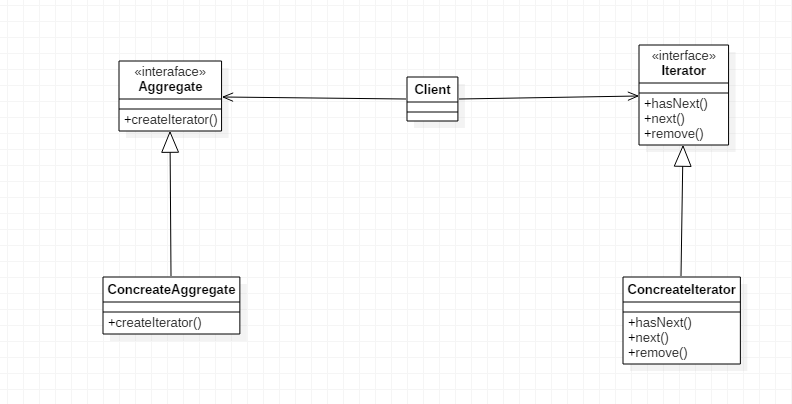 «interaface»
Aggregate
+createIterator()
Client
«interface»
Iterator
+hasNext()
+next()
+remove()
ConcreateAggregate
+createIterator()
ConcreateIterator
+hasNext()
+next()
+remove()